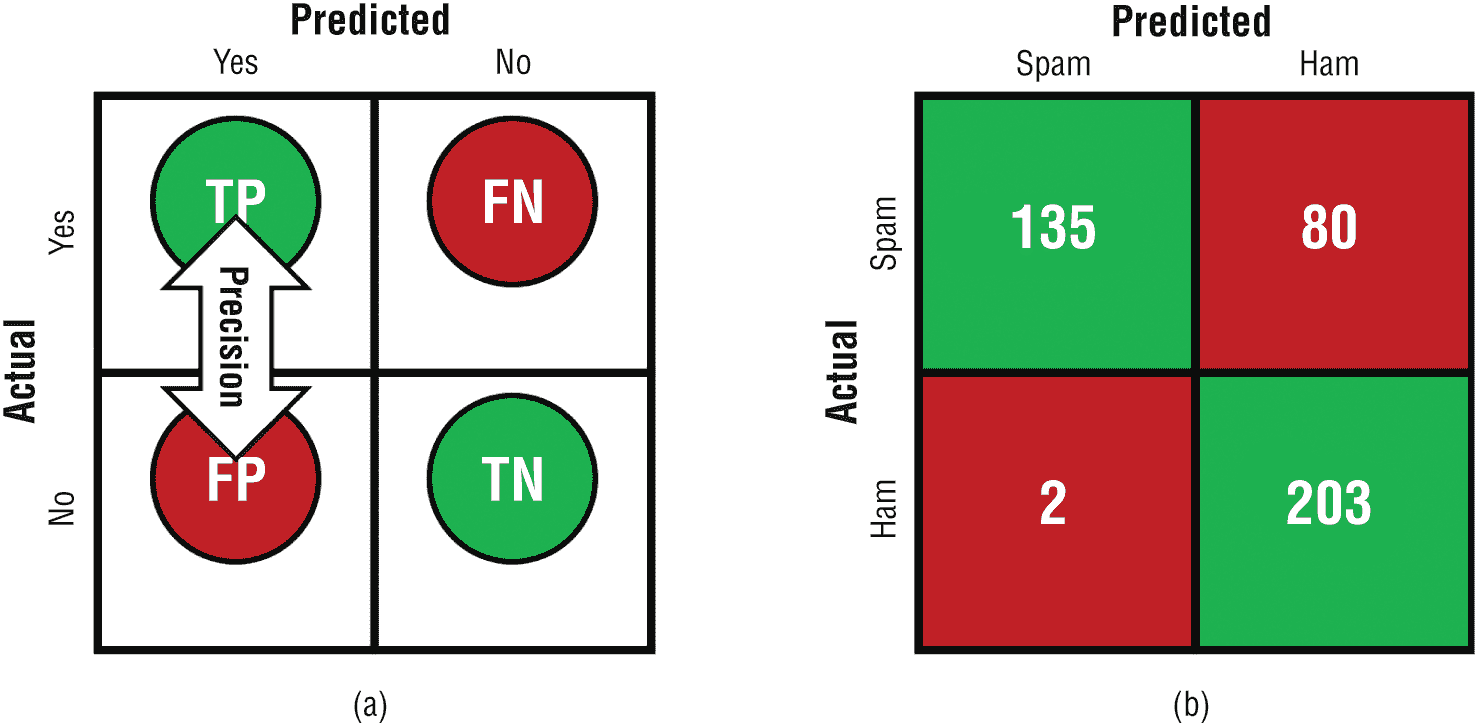 Predicted
Yes No
Actual
Yes
No
TP
FN
Precision
FP
TN
(a)
Predicted
Spam Ham
Actual
Spam
Ham
135 80
2 203
(b)